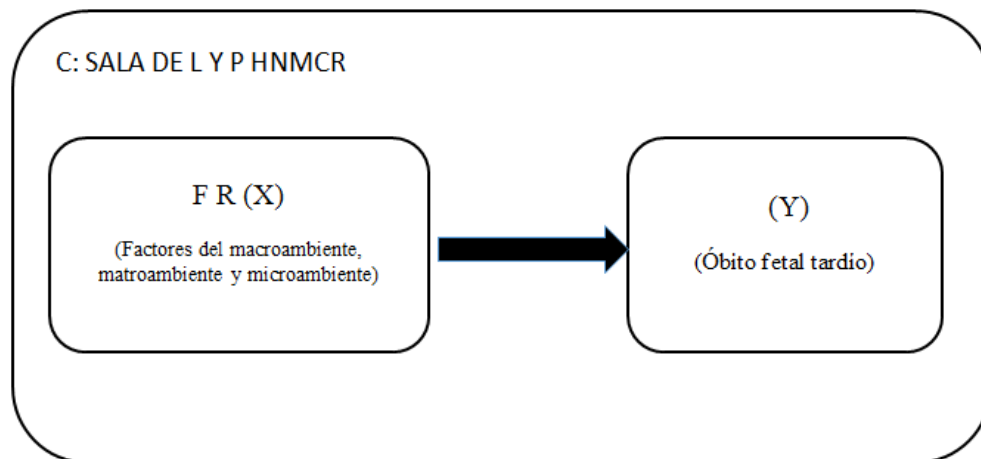 C: SALA DE L Y P HNMCR
F R (X)
(Factores del macroambiente,
matroambiente y microambiente)
(Y)
(Óbito fetal tardío)